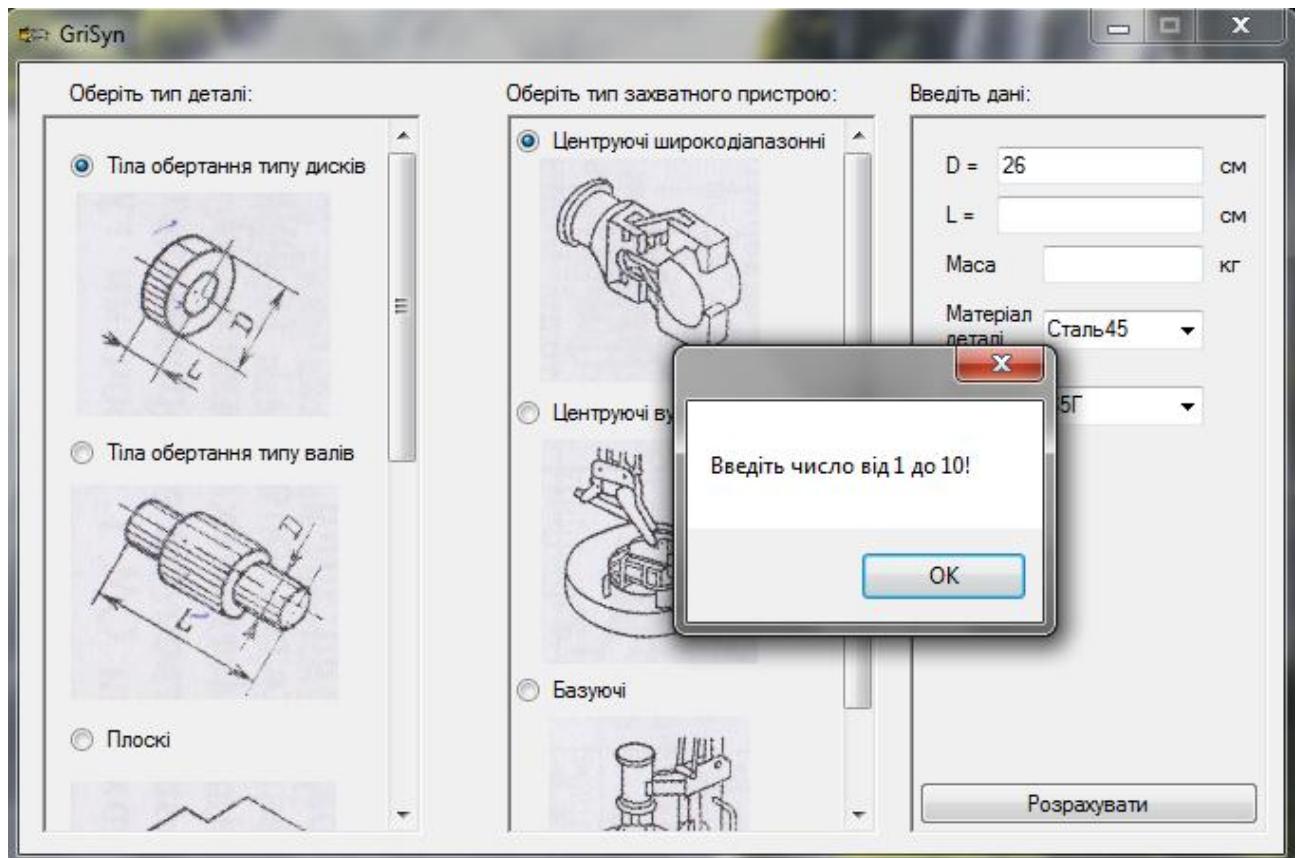 GriSyn
Оберіть тип деталі:
Тіла обертання типу дисків
D
L
Тіла обертання типу валів
D
L
Плоскі
Оберіть тип захватного пристрою:
Центруючі широкодіапазонні
Центруючі
Базуючі
Введіть дані:
D = 26 см
L = см
Маса кг
Матеріал
деталі
Сталь45
5Г
Введіть число від 1 до 10!
OK
Розрахувати